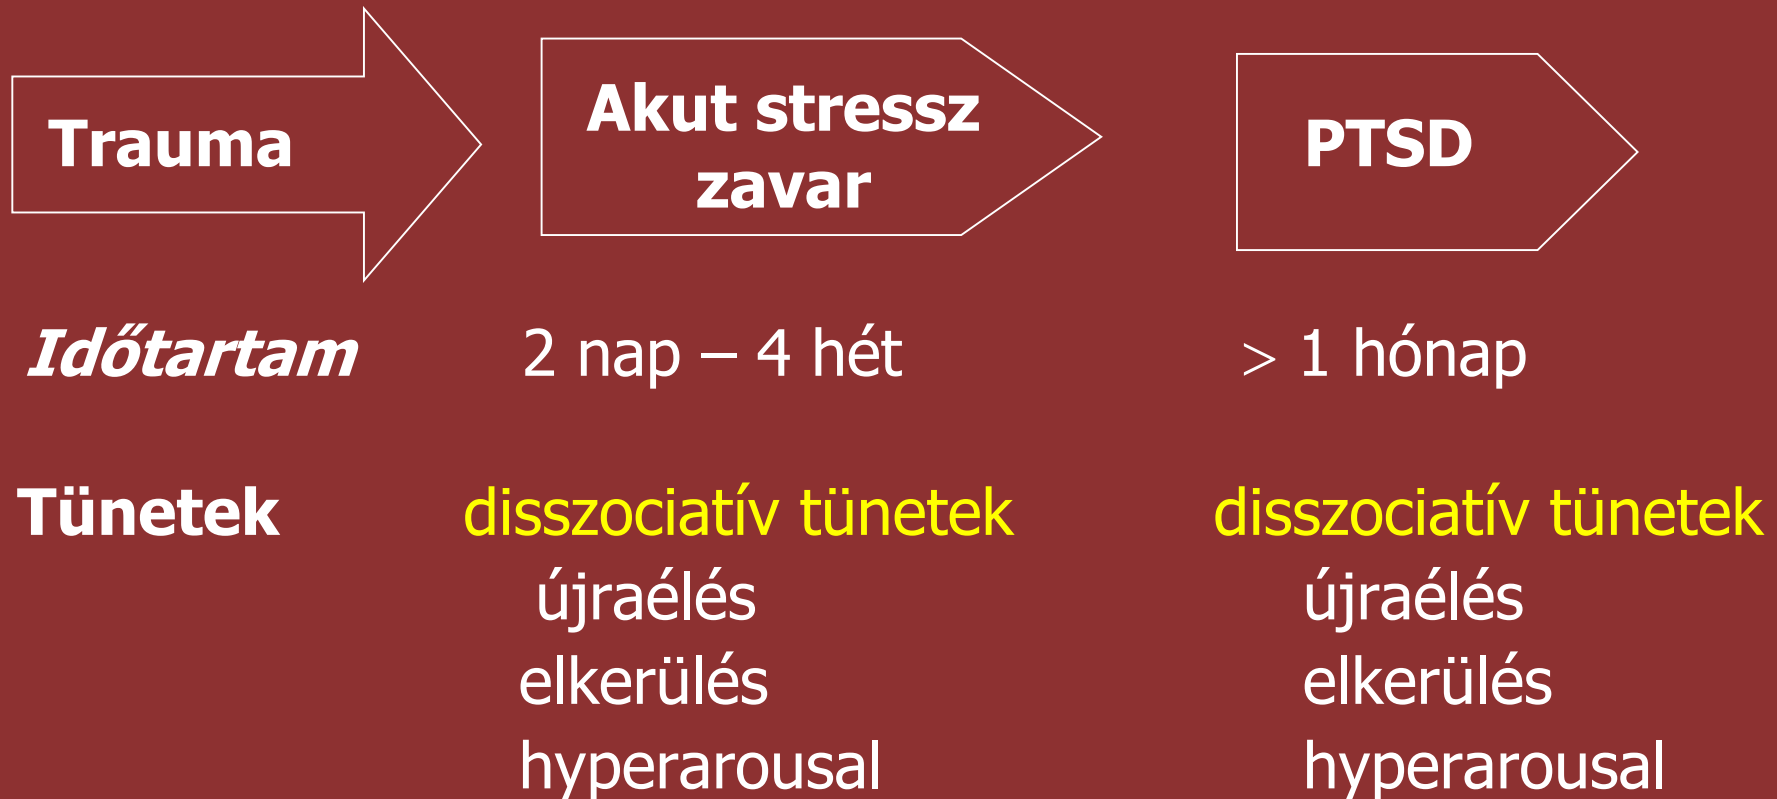 Trauma
Akut stressz
zavar
PTSD
Időtartam 2 nap – 4 hét > 1 hónap
Tünetek disszociatív tünetek disszociatív tünetek
újraélés újraélés
elkerülés elkerülés
hyperarousal hyperarousal